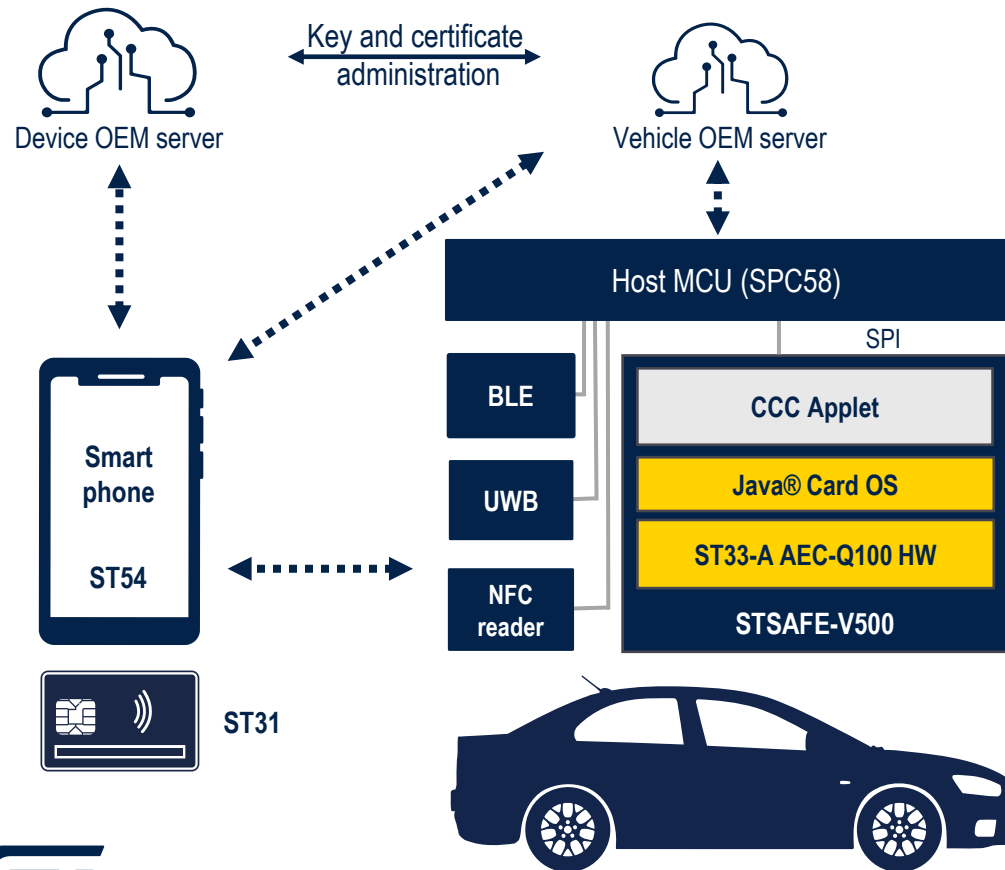 Key and certificate
administration
Device OEM server
Vehicle OEM server
Host MCU (SPC58)
SPI
BLE
CCC Applet
Smart
phone
Java® Card OS
UWB
ST33-A AEC-Q100 HW
ST54
NFC
reader
STSAFE-V500
ST31